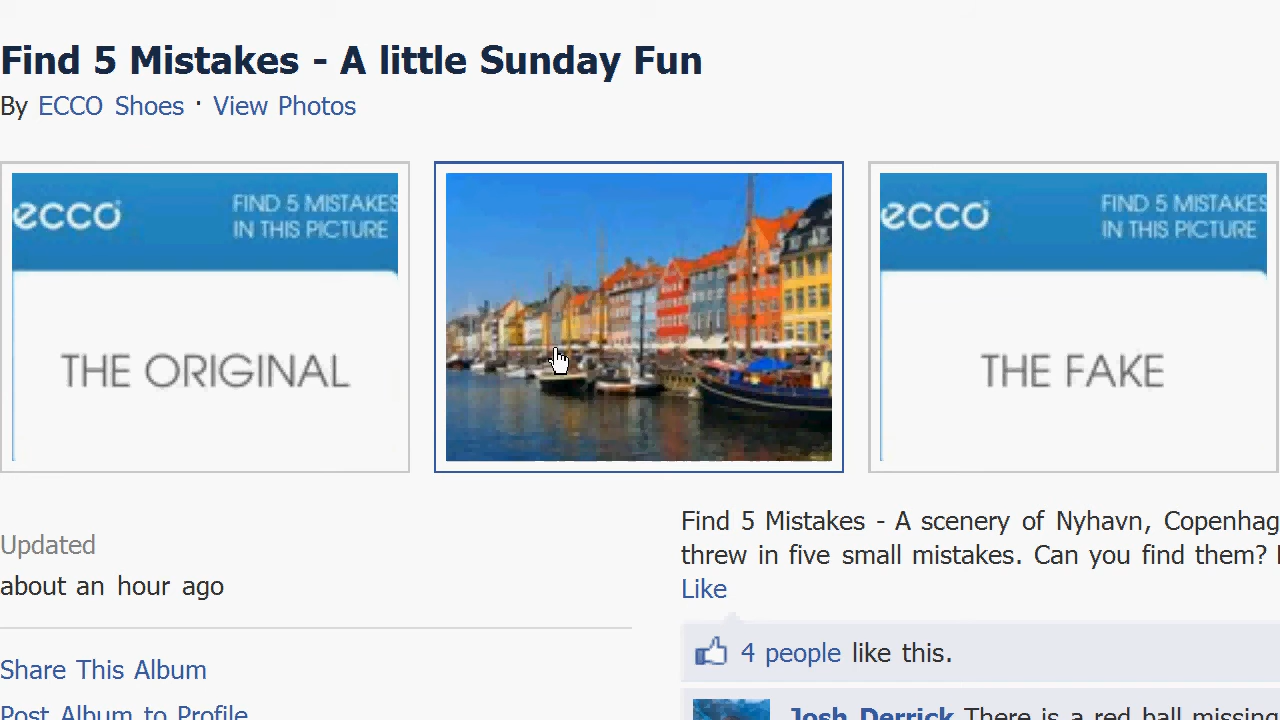 Find 5 Mistakes - A little Sunday Fun
By ECCO Shoes · View Photos
ecco
FIND 5 MISTAKES
IN THIS PICTURE
THE ORIGINAL
ecco
FIND 5 MISTAKES
IN THIS PICTURE
THE FAKE
Updated
about an hour ago
Share This Album
Post Album to Profile
Find 5 Mistakes - A scenery of Nyhavn, Copenhag
threw in five small mistakes. Can you find them?
Like
4 people like this.
Josh Derrick There is a red ball missing